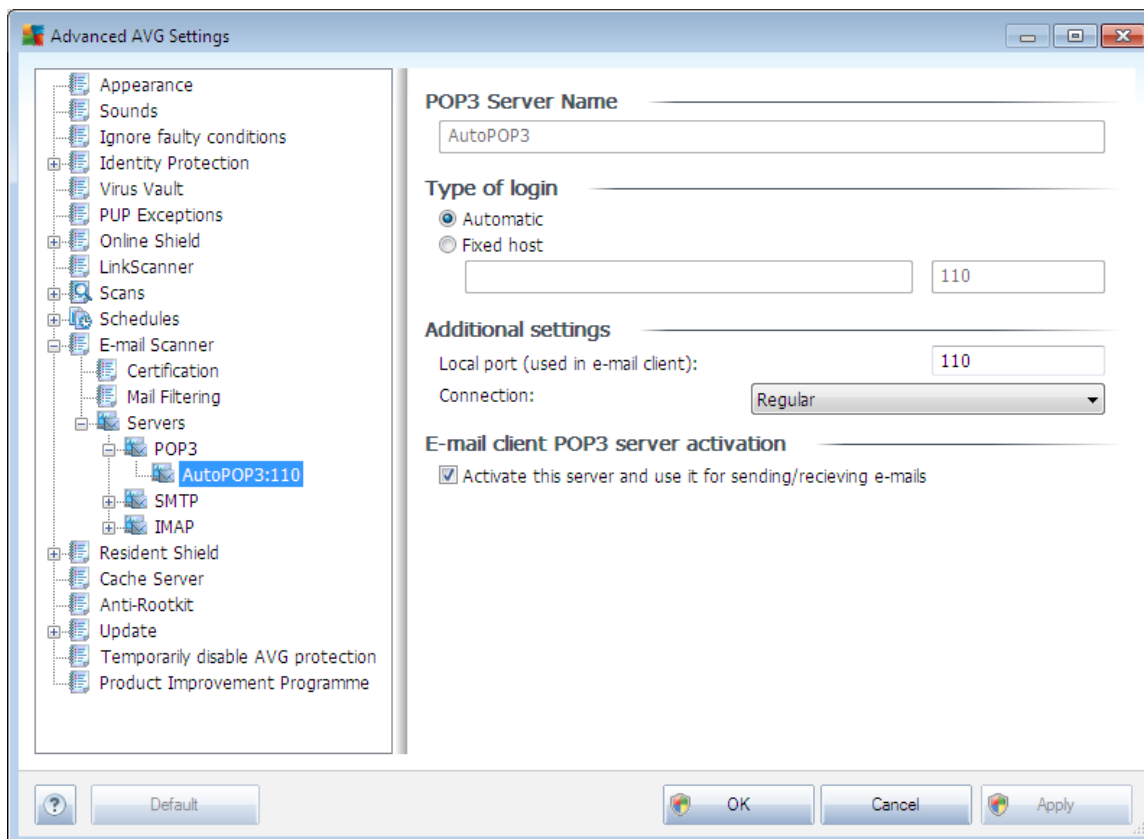 Advanced AVG Settings
Appearance
Sounds
Ignore faulty conditions
Identity Protection
Virus Vault
PUP Exceptions
Online Shield
LinkScanner
Scans
Schedules
E-mail Scanner
Certification
Mail Filtering
Servers
POP3
AutoPOP3:110
SMTP
IMAP
Resident Shield
Cache Server
Anti-Rootkit
Update
Temporarily disable AVG protection
Product Improvement Programme
POP3 Server Name
AutoPOP3
Type of login
Automatic
Fixed host
110
Additional settings
Local port (used in e-mail client):
110
Connection:
Regular
E-mail client POP3 server activation
Activate this server and use it for sending/recieving e-mails
?
Default
OK
Cancel
Apply